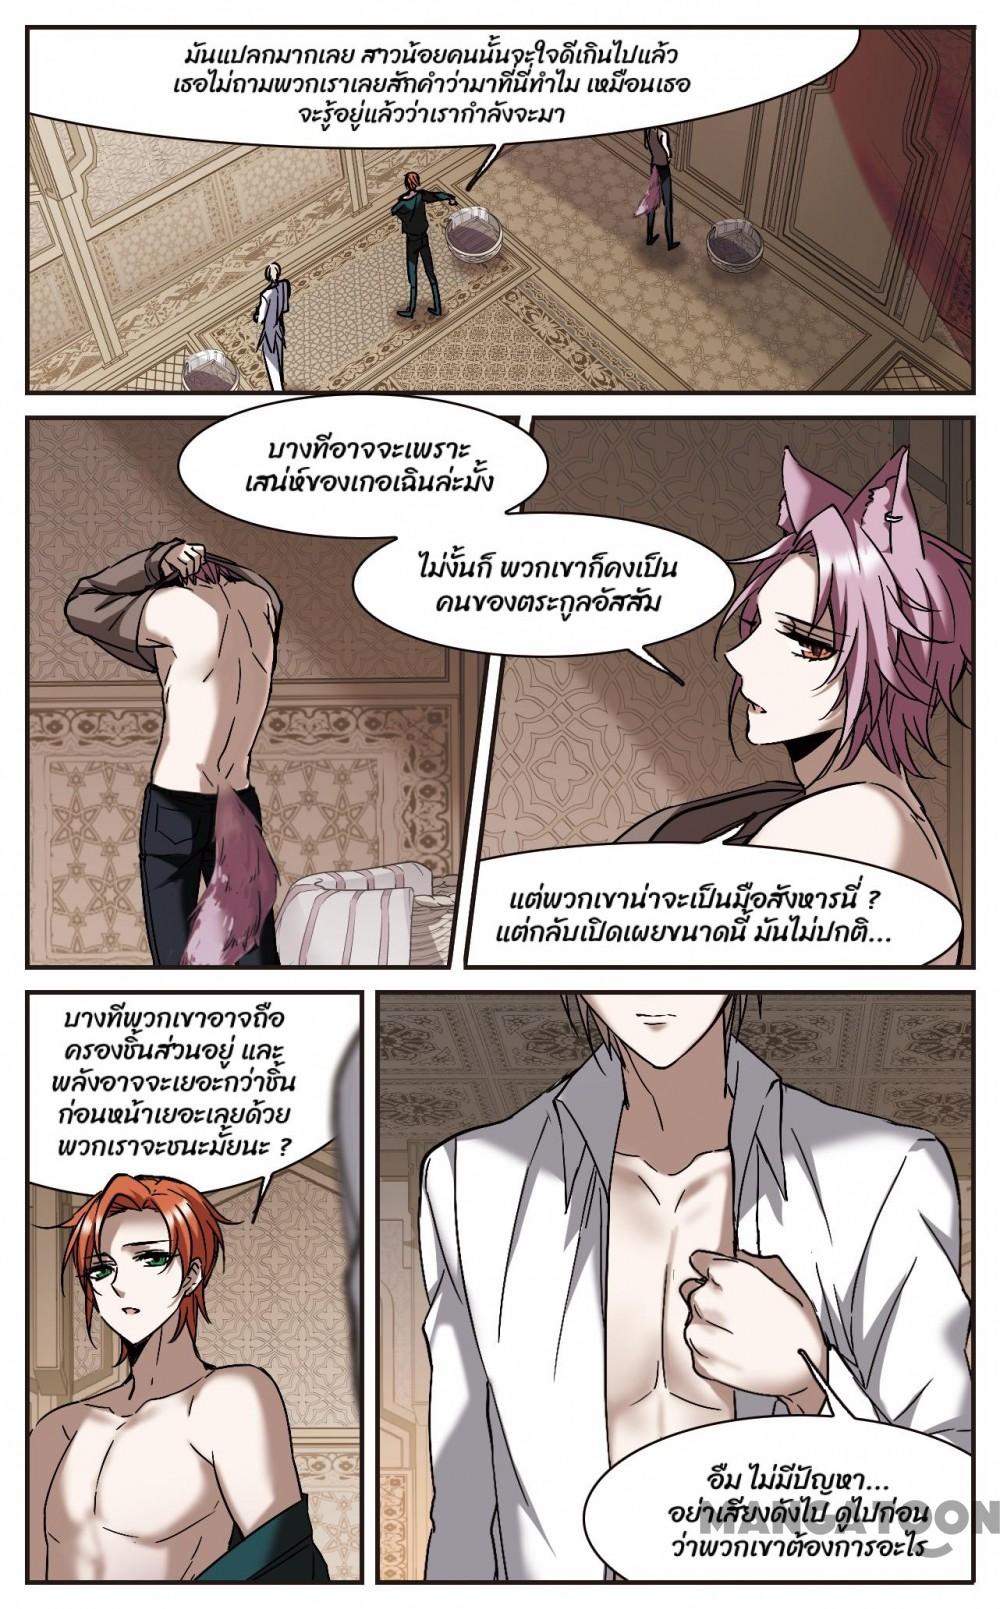 มันแปลกมากเลย สาวน้อยคนนั้นจะใจดีเกินไปแล้ว
เธอไม่ถามพวกเราเลยสักคำว่ามาที่นี่ทำไม เหมือนเธอ
จะรู้อยู่แล้วว่าเรากำลังจะมา
บางทีอาจจะเพราะ
เสน่ห์ของเกอเฉินล่ะมั้ง
ไม่งั้นก็ พวกเขาก็คงเป็น
คนของตระกูลอัสสัม
แต่พวกเขาน่าจะเป็นมือสังหารนี่ ?
แต่กลับเปิดเผยขนาดนี้ มันไม่ปกติ...
บางทีพวกเขาอาจถือ
ครองชิ้นส่วนอยู่ และ
พลังอาจจะเยอะกว่าชิ้น
ก่อนหน้าเยอะเลยด้วย
พวกเราจะชนะมั้ยนะ ?
อืม ไม่มีปัญหา...
อย่าเสียงดังไป ดูไปก่อน
ว่าพวกเขาต้องการอะไร
MANGATOON